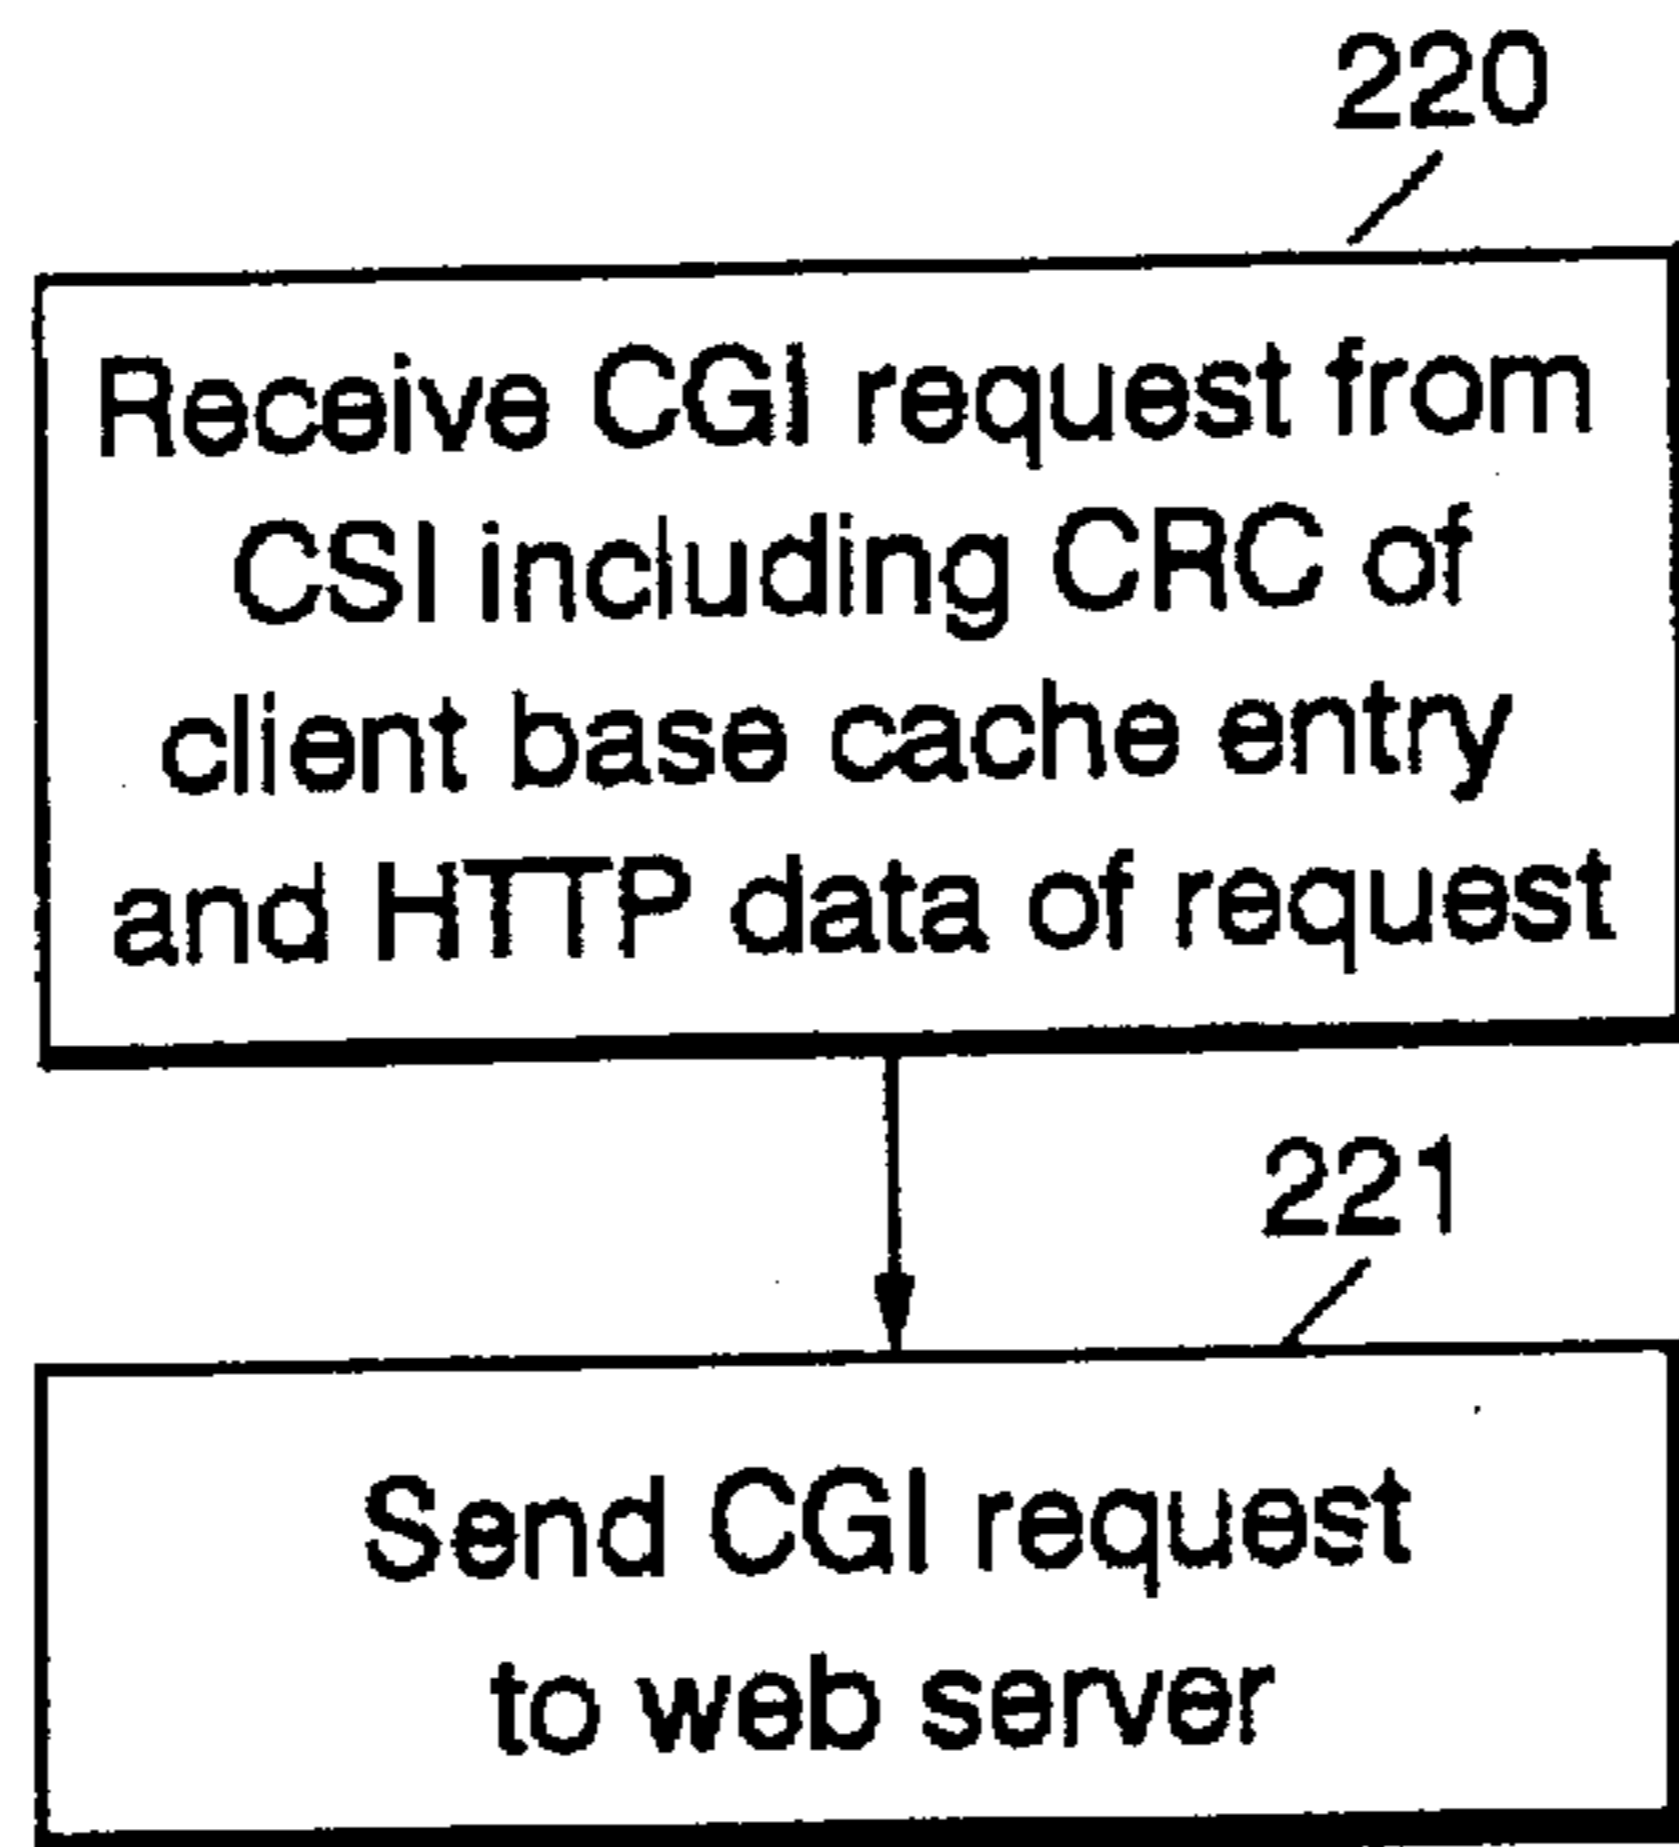 220
Receive CGI request from
CSI including CRC of
client base cache entry
and HTTP data of request
221
Send CGI request
to web server